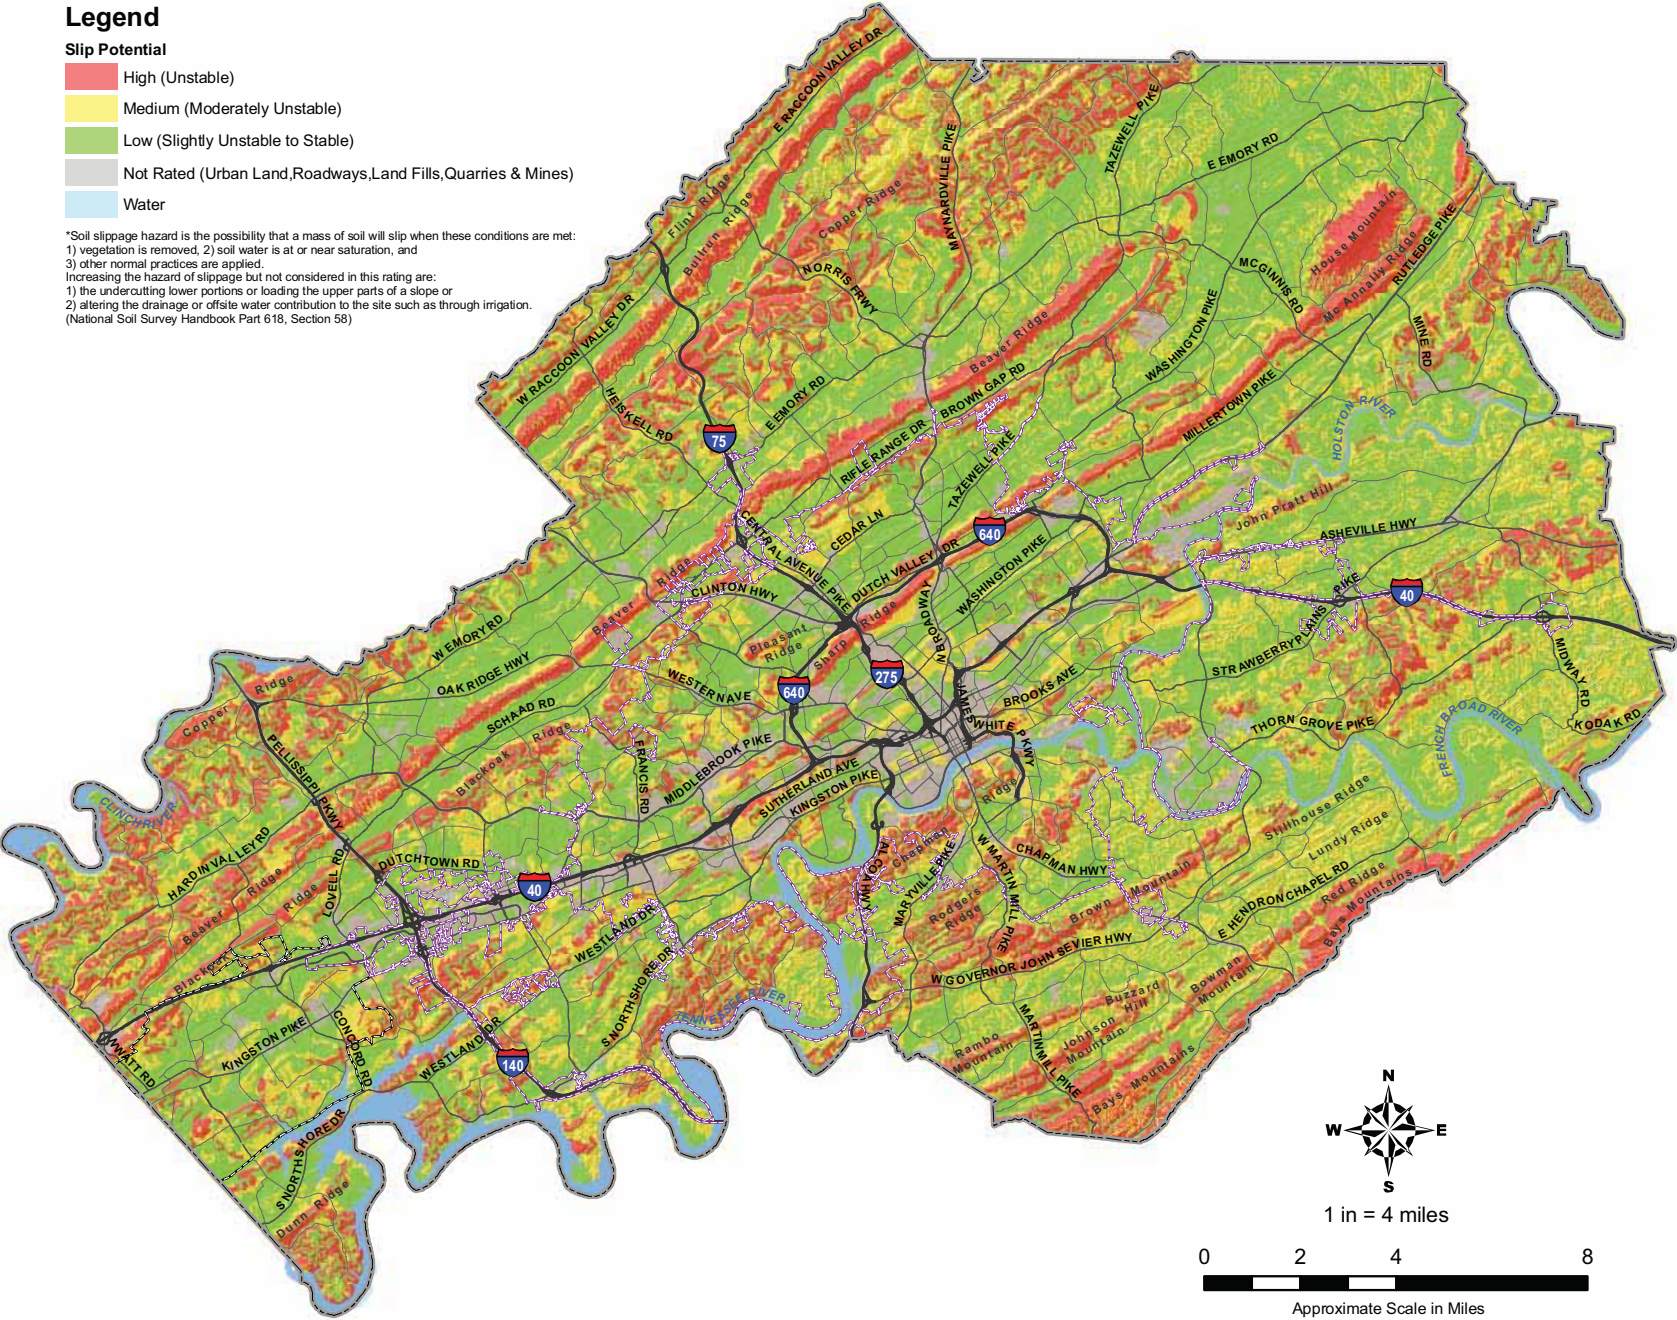 Legend
Slip Potential
High (Unstable)
Medium (Moderately Unstable)
Low (Slightly Unstable to Stable)
Not Rated (Urban Land,Roadways,Land Fills,Quarries & Mines)
Water
*Soil slippage hazard is the possibility that a mass of soil will slip when these conditions are met:
1) vegetation is removed, 2) soil water is at or near saturation, and
3) other normal practices are applied.
Increasing the hazard of slippage but not considered in this rating are:
1) the undercutting lower portions or loading the upper parts of a slope or
2) altering the drainage or offsite water contribution to the site such as through irrigation.
(National Soil Survey Handbook Part 618, Section 58)
E RACCOON VALLEY DR
MAYNARDVILLE PIKE
TAZEWELL PIKE
E EMORY RD
Flint Ridge
Bullrun Ridge
Copper Ridge
House Mountain
Mc Annally Ridge
RUTLEDGE PIKE
NORRIS FRWY
MCGINNIS RD
W RACCOON VALLEY DR
WASHINGTON PIKE
MINE RD
Beaver Ridge
HEISKELL RD
E EMORY RD
BROWN GAP RD
MILLERTOWN PIKE
HOLSTON RIVER
75
RIFLE RANGE DR
TAZEWELL PIKE
John Pratt Hill
CENTRAL AVENUE PIKE
CEDAR LN
640
ASHEVILLE HWY
DUTCH VALLEY DR
WASHINGTON PIKE
Beaver Ridge
CLINTON HWY
40
STRAWBERRY PLAINS PIKE
W EMORY RD
Pleasant
Ridge
Sharp Ridge
N BROADWAY
MIDWAY RD
OAK RIDGE HWY
WESTERN AVE
640
275
BROOKS AVE
Copper Ridge
SCHAAD RD
JAMES
WHITE PKWY
THORN GROVE PIKE
KODAK RD
FRENCH BROAD RIVER
PELLISSIPPI PWY
Blackoak Ridge
FRANCIS RD
MIDDLEBROOK PIKE
SUTHERLAND AVE
KINGSTON PIKE
CLINCH RIVER
Chapman Ridge
Stillhouse Ridge
Lundy Ridge
HARDIN VALLEY RD
LOVELL RD
DUTCHTOWN RD
ALCOA HWY
MARYVILLE PIKE
W MARTIN MILL PIKE
CHAPMAN HWY
Brown Mountain
E HENDRON CHAPEL RD
Red Ridge
Bays Mountains
40
Beaver Ridge
Blackoak Ridge
Rodgers
Ridge
WESTLAND DR
S NORTHSHORE DR
W GOVERNOR JOHN SEVIER HWY
Bowman
Mountain
Buzzard
Hill
TENNESSEE RIVER
KINGSTON PIKE
CONCORD RD
WATT RD
WESTLAND DR
140
Rambo
Mountain
MARTIN MILL PIKE
Johnson
Mountain
Bays Mountains
S NORTHSHORE DR
Dunn Ridge
N
W
E
S
1 in = 4 miles
0 2 4 8
Approximate Scale in Miles